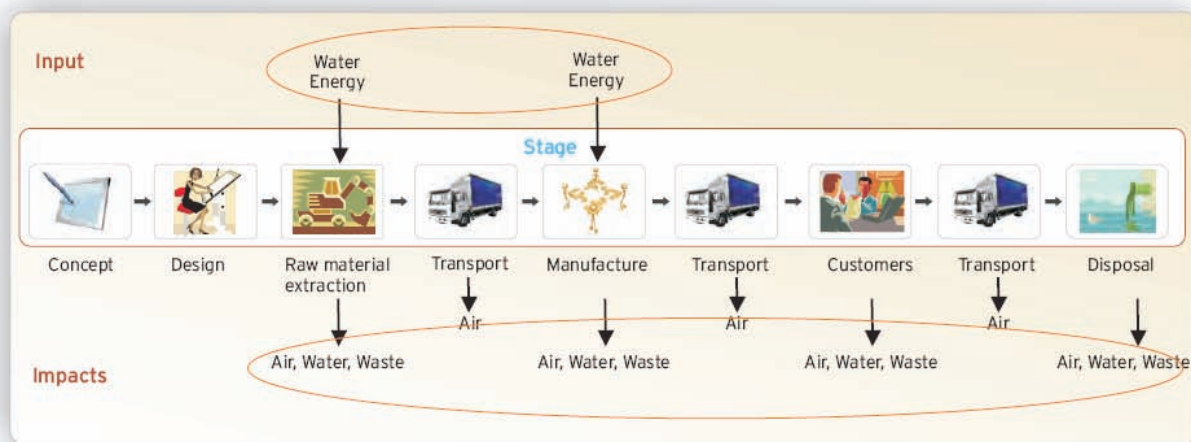 Input
Water
Energy
Water
Energy
Stage
Concept
Design
Raw material
extraction
Transport
Manufacture
Transport
Customers
Transport
Disposal
Air
Air
Air
Impacts
Air, Water, Waste
Air, Water, Waste
Air, Water, Waste
Air, Water, Waste